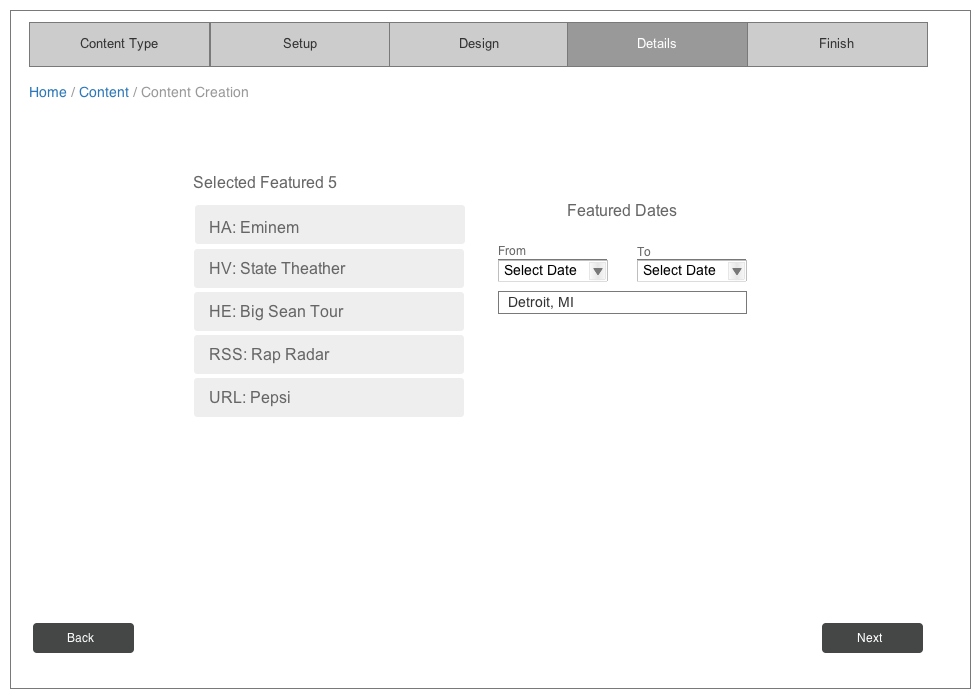 Content Type Setup Design Details Finish
Home / Content / Content Creation
Selected Featured 5
HA: Eminem
HV: State Theather
HE: Big Sean Tour
RSS: Rap Radar
URL: Pepsi
Featured Dates
From To
Select Date Select Date
Detroit, MI
Back Next